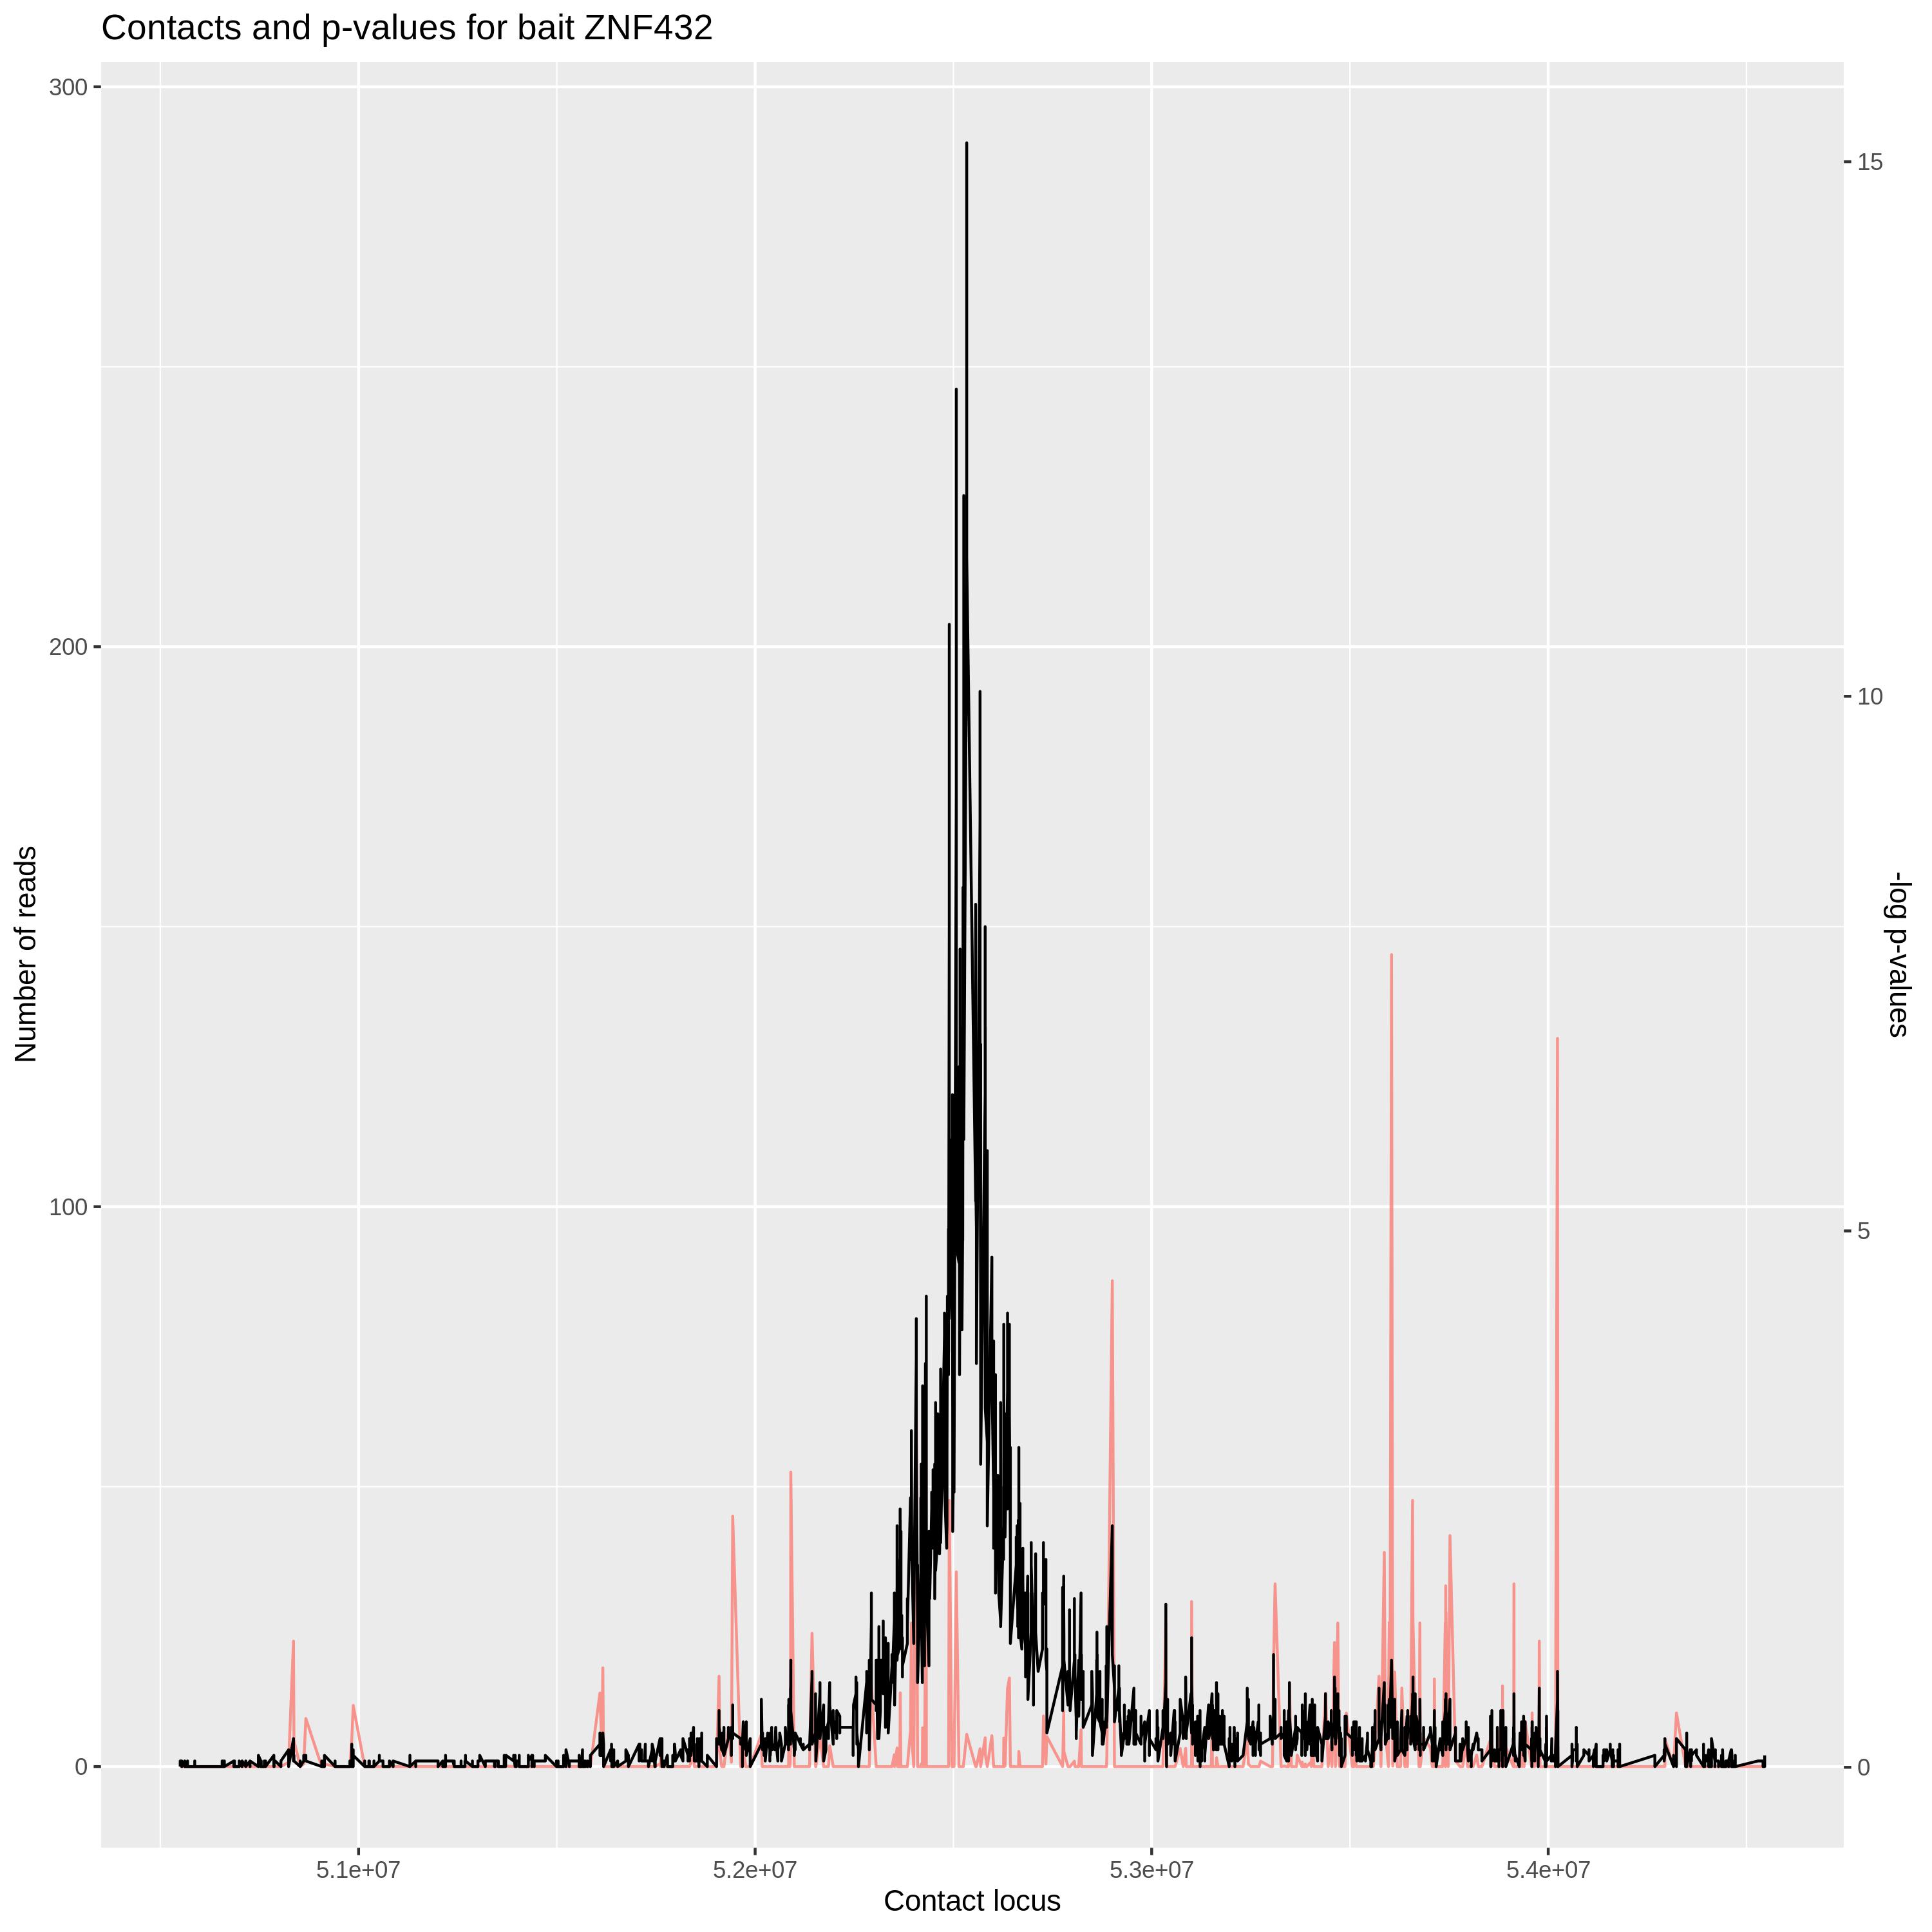 Contacts and p-values for bait ZNF432
300
200
100
0
Number of reads
15
10
5
0
-log p-values
5.1e+07
5.2e+07
5.3e+07
5.4e+07
Contact locus